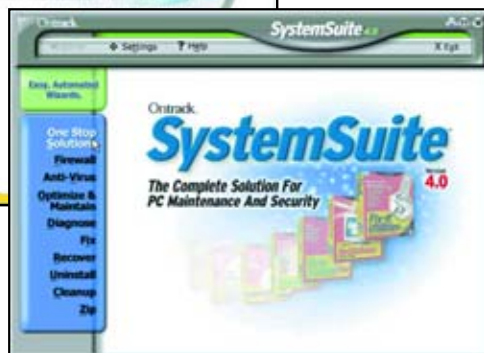 Ontrack
SystemSuite 4.0
Settings
? Help
X Exit
Easy, Automated
Wizards.
One Stop
Solutions
Firewall
Anti-Virus
Optimize &
Maintain
Diagnose
Fix
Recover
Uninstall
Cleanup
Zip
Ontrack
SystemSuite
Version
4.0
The Complete Solution For
PC Maintenance And Security